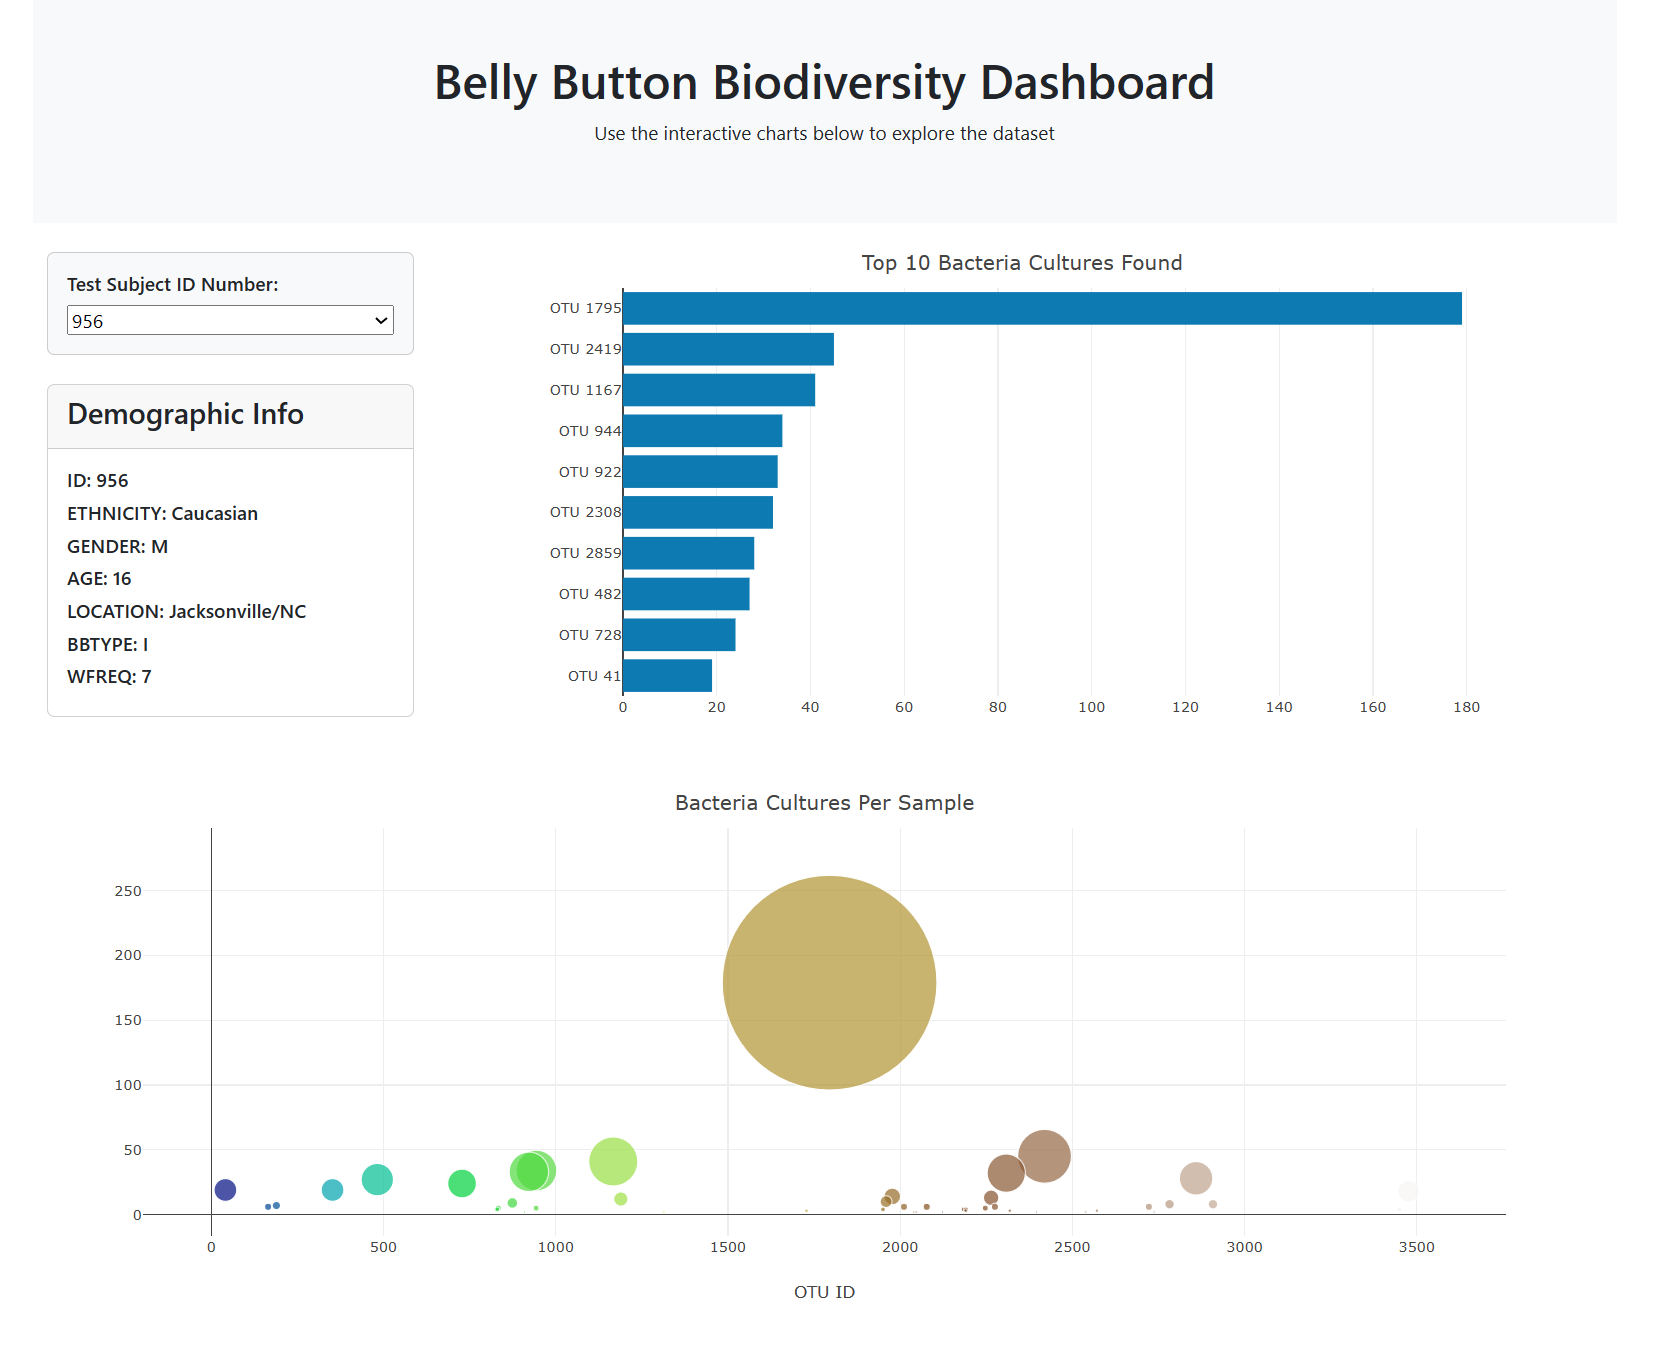 Belly Button Biodiversity Dashboard
Use the interactive charts below to explore the dataset
Test Subject ID Number:
956
Demographic Info
ID: 956
ETHNICITY: Caucasian
GENDER: M
AGE: 16
LOCATION: Jacksonville/NC
BBTYPE: I
WFREQ: 7
Top 10 Bacteria Cultures Found
OTU 1795
OTU 2419
OTU 1167
OTU 944
OTU 922
OTU 2308
OTU 2859
OTU 482
OTU 728
OTU 41
0 20 40 60 80 100 120 140 160 180
Bacteria Cultures Per Sample
250
200
150
100
50
0
0 500 1000 1500 2000 2500 3000 3500
OTU ID